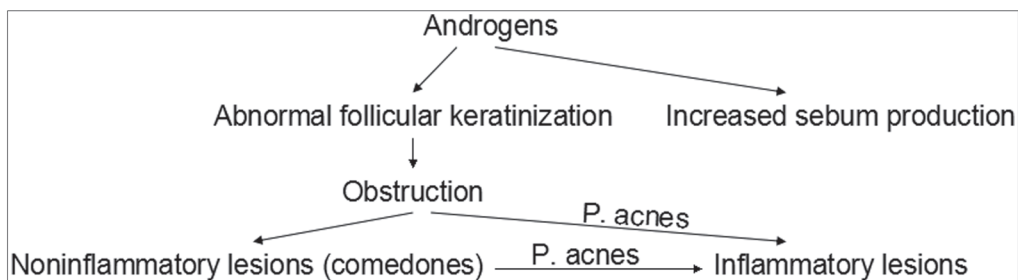 Androgens
Abnormal follicular keratinization
Increased sebum production
Obstruction
P. acnes
Noninflammatory lesions (comedones)
P. acnes
Inflammatory lesions